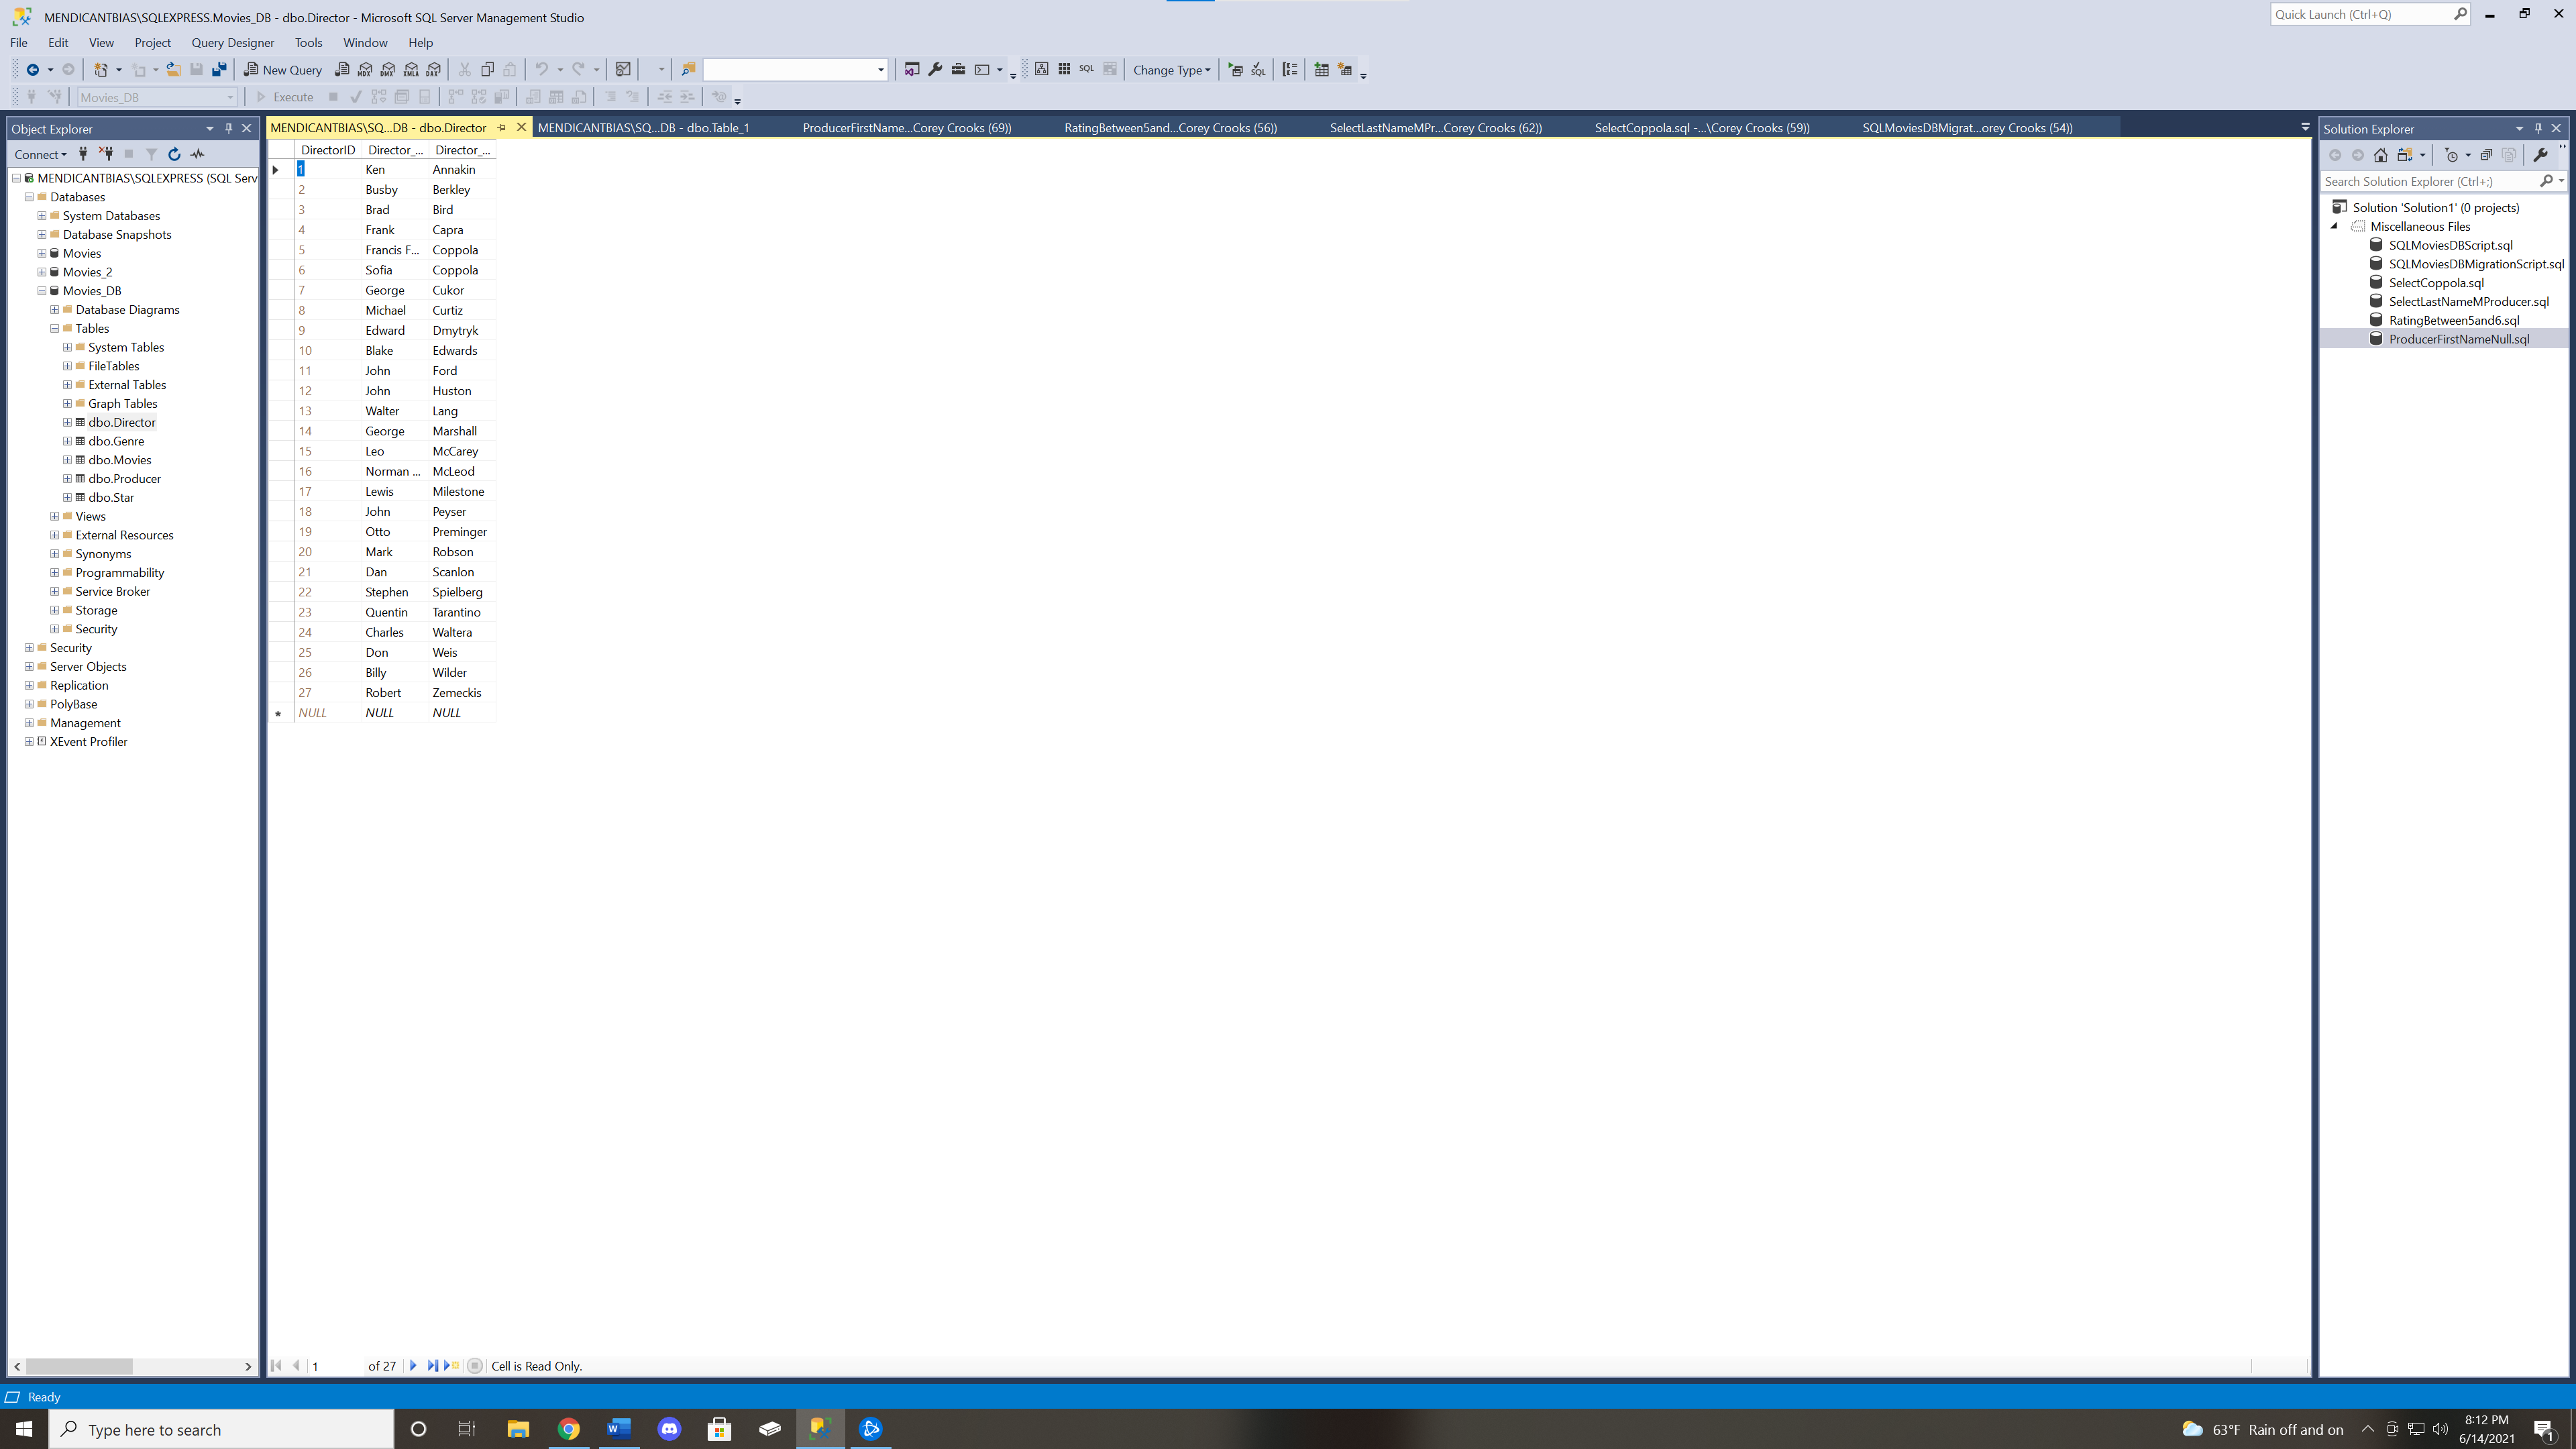 MENDICANTBIAS\SQLEXPRESS.Movies_DB - dbo.Director - Microsoft SQL Server Management Studio
Quick Launch (Ctrl+Q)
File Edit View Project Query Designer Tools Window Help
New Query MDX DMX XMLA DAX SQL Change Type SQL
Movies_DB Execute
Object Explorer
Connect
MENDICANTBIAS\SQLEXPRESS (SQL Serv
Databases
System Databases
Database Snapshots
Movies
Movies_2
Movies_DB
Database Diagrams
Tables
System Tables
FileTables
External Tables
Graph Tables
dbo.Director
dbo.Genre
dbo.Movies
dbo.Producer
dbo.Star
Views
External Resources
Synonyms
Programmability
Service Broker
Storage
Security
Security
Server Objects
Replication
PolyBase
Management
XEvent Profiler
MENDICANTBIAS\SQ...DB - dbo.Director
MENDICANTBIAS\SQ...DB - dbo.Table_1
ProducerFirstName...Corey Crooks (69))
RatingBetween5and...Corey Crooks (56))
SelectLastNameMPr...Corey Crooks (62))
SelectCoppola.sql -...\Corey Crooks (59))
SQLMoviesDBMigrat...orey Crooks (54))
DirectorID Director_... Director_...
1 Ken Annakin
2 Busby Berkley
3 Brad Bird
4 Frank Capra
5 Francis F... Coppola
6 Sofia Coppola
7 George Cukor
8 Michael Curtiz
9 Edward Dmytryk
10 Blake Edwards
11 John Ford
12 John Huston
13 Walter Lang
14 George Marshall
15 Leo McCarey
16 Norman ... McLeod
17 Lewis Milestone
18 John Peyser
19 Otto Preminger
20 Mark Robson
21 Dan Scanlon
22 Stephen Spielberg
23 Quentin Tarantino
24 Charles Waltera
25 Don Weis
26 Billy Wilder
27 Robert Zemeckis
* NULL NULL NULL
1 of 27 Cell is Read Only.
Solution Explorer
Search Solution Explorer (Ctrl+;)
Solution 'Solution1' (0 projects)
Miscellaneous Files
SQLMoviesDBScript.sql
SQLMoviesDBMigrationScript.sql
SelectCoppola.sql
SelectLastNameMProducer.sql
RatingBetween5and6.sql
ProducerFirstNameNull.sql
Ready
Type here to search
W
63°F Rain off and on
8:12 PM
6/14/2021
1